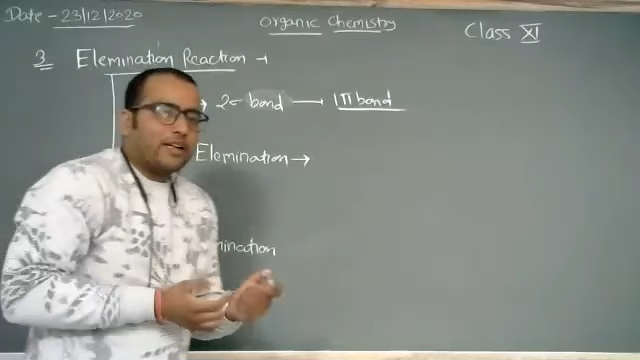 Date - 23/12/2020
Organic Chemistry
Class XI
3 Elemination Reaction →
→ 2σ bond → 1π bond
Elemination →
mination